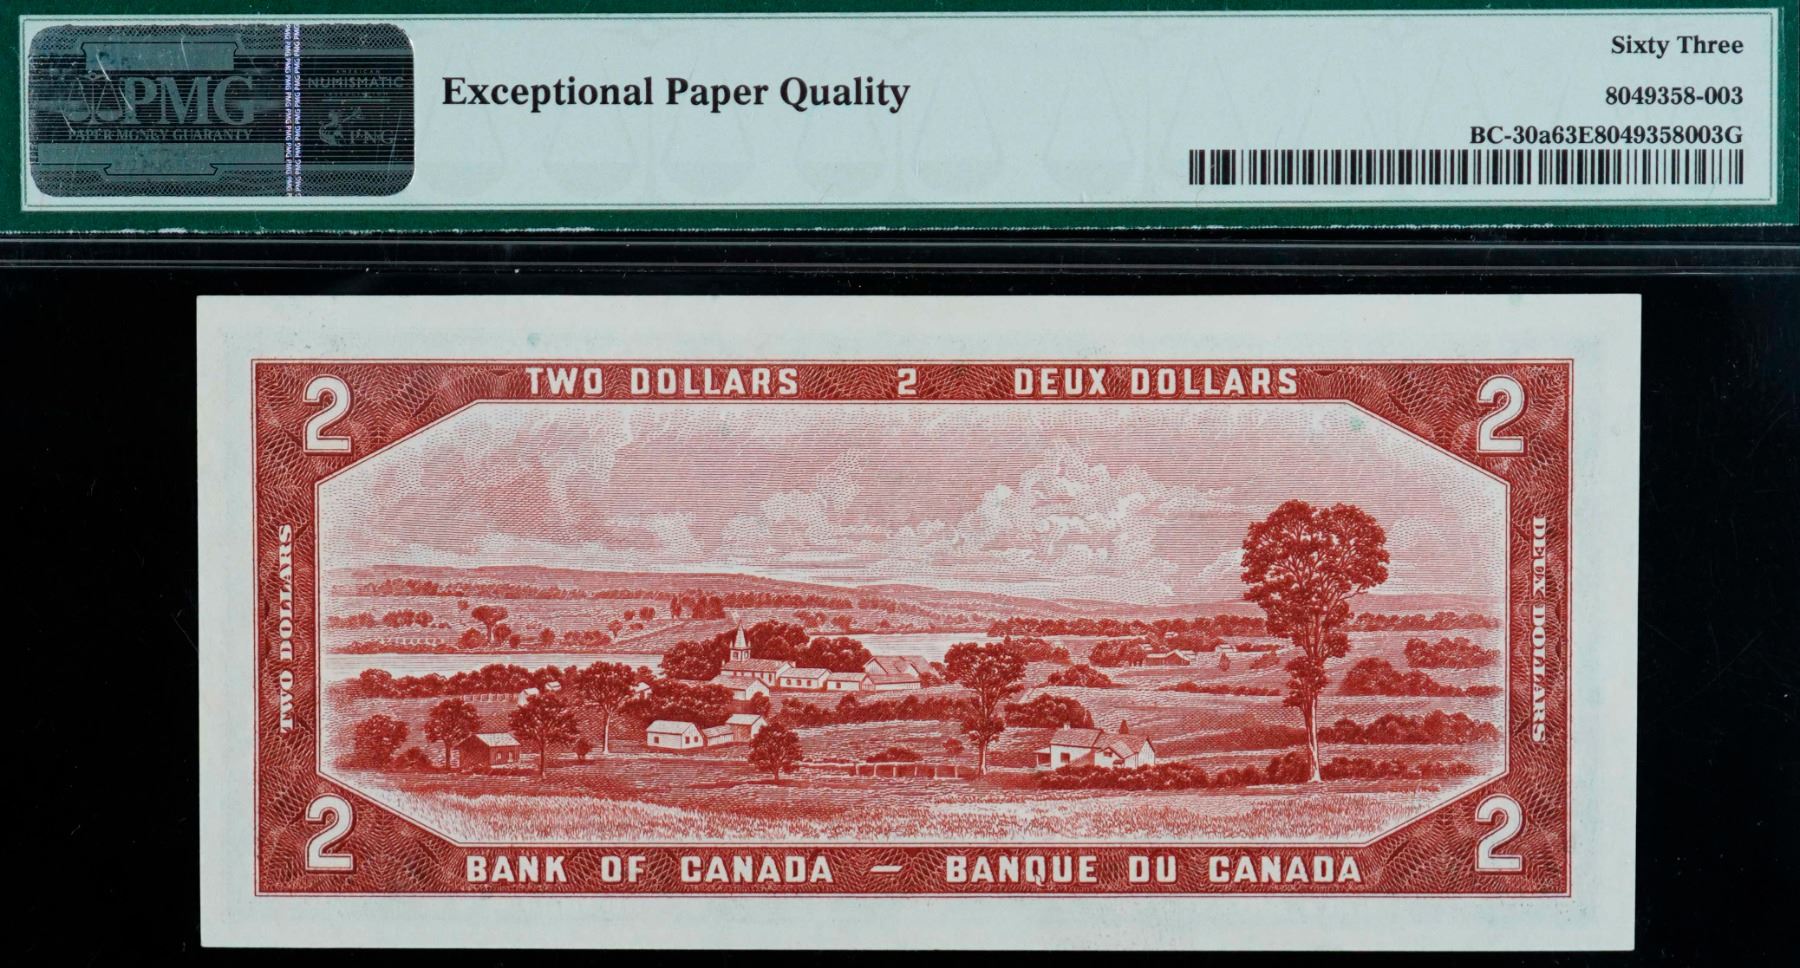 PMG
PAPER MONEY GUARANTY
NUMISMATIC
PNG
Exceptional Paper Quality
Sixty Three
8049358-003
BC-30a63E8049358003G
2 TWO DOLLARS 2 DEUX DOLLARS 2
TWO DOLLARS
DEUX DOLLARS
2 BANK OF CANADA — BANQUE DU CANADA 2